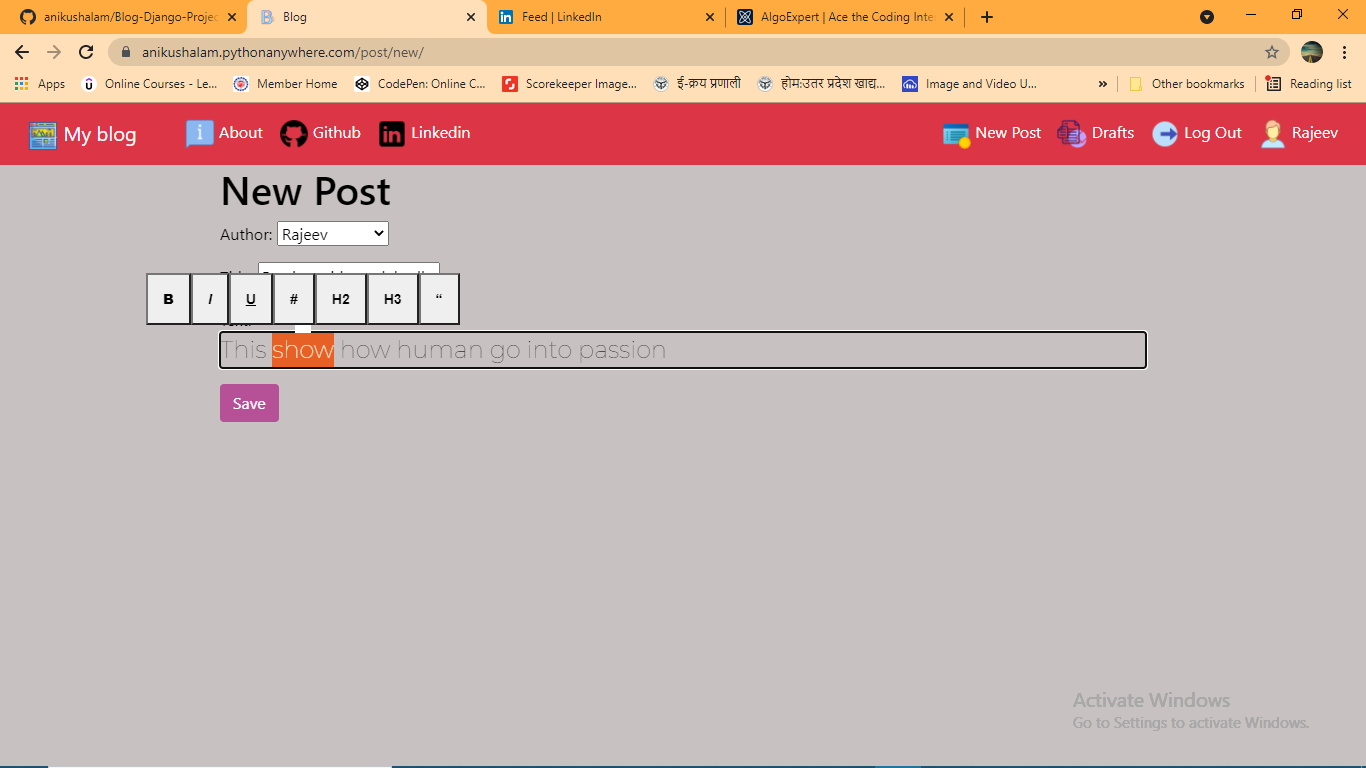 anikushalam/Blog-Django-Projec
Blog
Feed | LinkedIn
AlgoExpert | Ace the Coding Inte
anikushalam.pythonanywhere.com/post/new/
Apps
Online Courses - Le...
Member Home
CodePen: Online C...
Scorekeeper Image...
ई-क्रय प्रणाली
होम:उतर प्रदेश खाद्य...
Image and Video U...
»
Other bookmarks
Reading list
My blog
About
Github
Linkedin
New Post
Drafts
Log Out
Rajeev
New Post
Author: Rajeev
B I U # H2 H3 “
This show how human go into passion
Save
Activate Windows
Go to Settings to activate Windows.